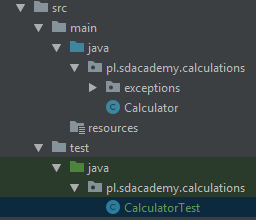 src
main
java
pl.sdacademy.calculations
exceptions
Calculator
resources
test
java
pl.sdacademy.calculations
CalculatorTest